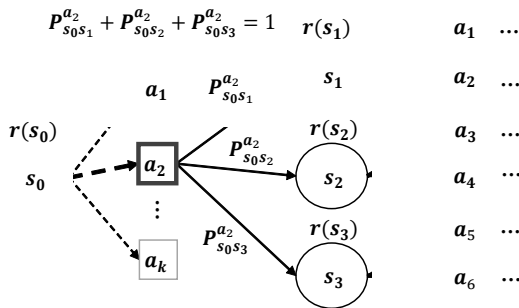 P^{a_2}_{s_0s_1} + P^{a_2}_{s_0s_2} + P^{a_2}_{s_0s_3} = 1
r(s_1)
a_1 ...
s_1
a_2 ...
a_1
P^{a_2}_{s_0s_1}
r(s_0)
r(s_2)
a_3 ...
a_2
P^{a_2}_{s_0s_2}
s_0
s_2
a_4 ...
⋮
P^{a_2}_{s_0s_3}
r(s_3)
a_5 ...
a_k
s_3
a_6 ...